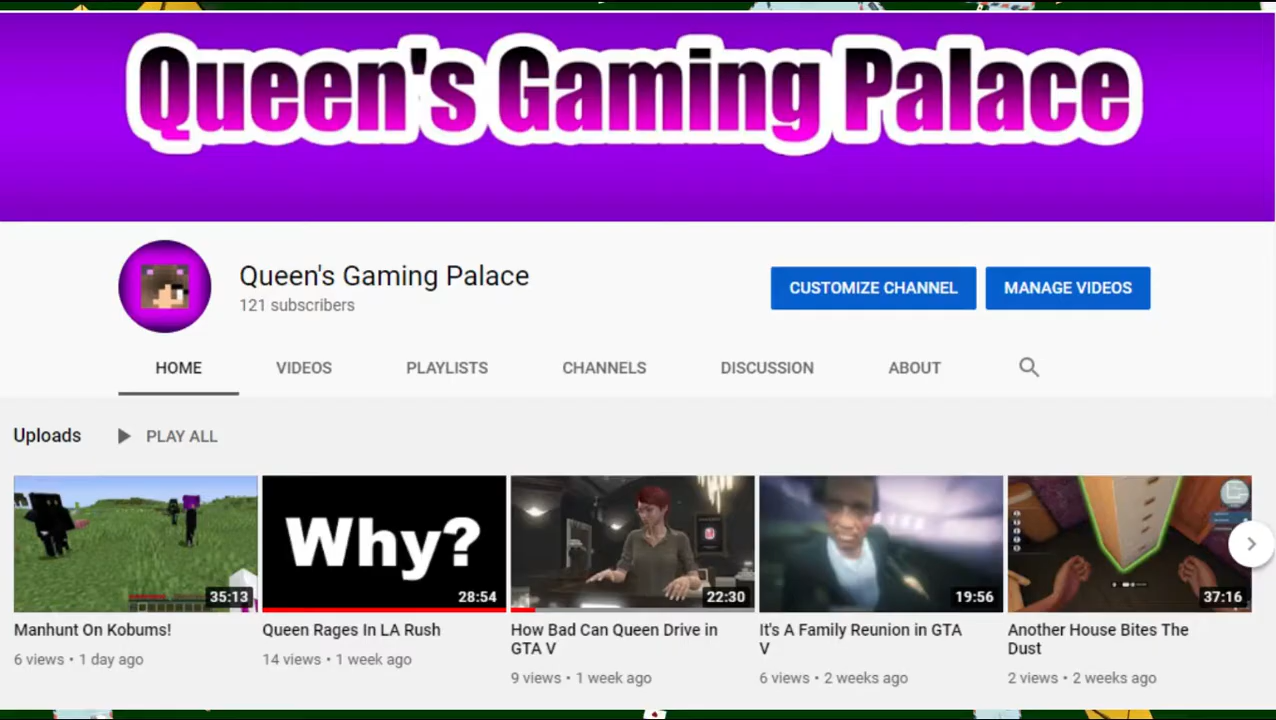 Queen's Gaming Palace
Queen's Gaming Palace
121 subscribers
CUSTOMIZE CHANNEL
MANAGE VIDEOS
HOME
VIDEOS
PLAYLISTS
CHANNELS
DISCUSSION
ABOUT
Uploads
PLAY ALL
Why?
35:13
28:54
22:30
19:56
37:16
Manhunt On Kobums!
6 views • 1 day ago
Queen Rages In LA Rush
14 views • 1 week ago
How Bad Can Queen Drive in
GTA V
9 views • 1 week ago
It's A Family Reunion in GTA
V
6 views • 2 weeks ago
Another House Bites The
Dust
2 views • 2 weeks ago